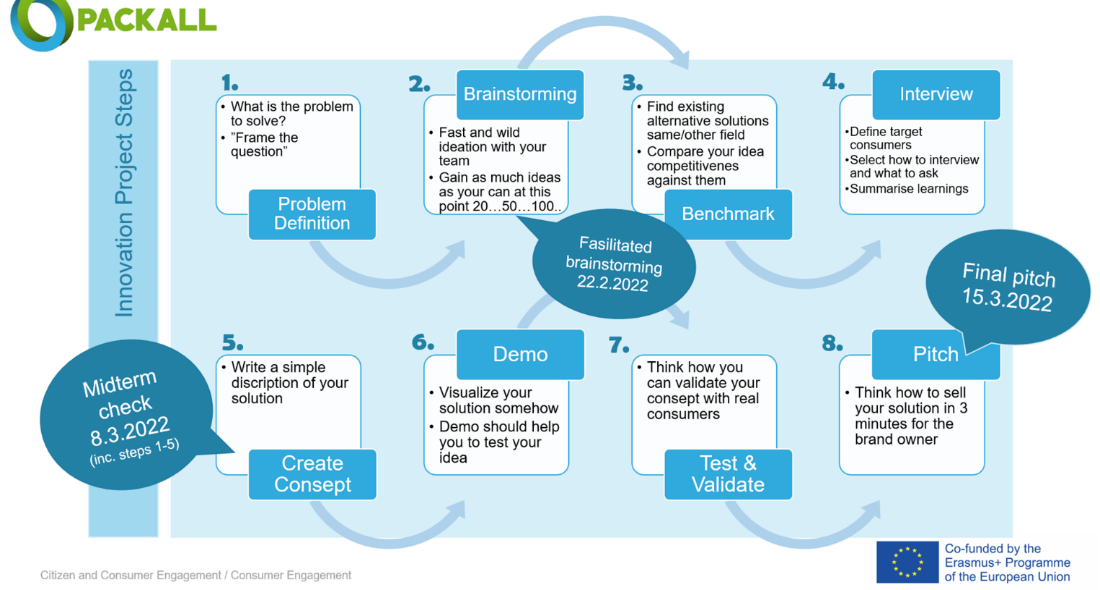 PACKALL
Innovation Project Steps
1.
• What is the problem
to solve?
• "Frame the
question"
Problem
Definition
2.
Brainstorming
• Fast and wild
ideation with your
team
• Gain as much ideas
as your can at this
point 20...50...100..
Fasilitated
brainstorming
22.2.2022
3.
• Find existing
alternative solutions
same/other field
• Compare your idea
competitivenes
against them
Benchmark
4.
Interview
•Define target
consumers
•Select how to interview
and what to ask
•Summarise learnings
Midterm
check
8.3.2022
(inc. steps 1-5)
5.
• Write a simple
discription of your
solution
Create
Consept
6.
Demo
• Visualize your
solution somehow
• Demo should help
you to test your
idea
7.
• Think how you
can validate your
consept with real
consumers
Test &
Validate
Final pitch
15.3.2022
8.
Pitch
• Think how to sell
your solution in 3
minutes for the
brand owner
Citizen and Consumer Engagement / Consumer Engagement
Co-funded by the
Erasmus+ Programme
of the European Union